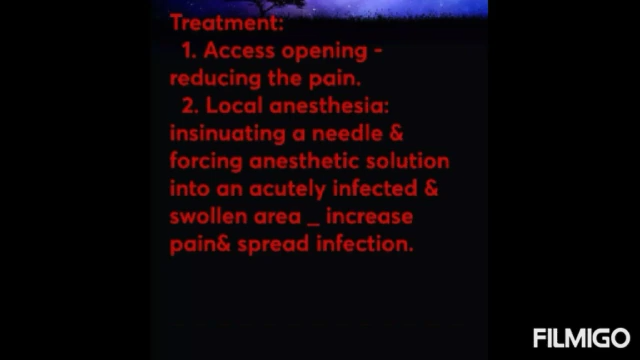 Treatment:
1. Access opening -
reducing the pain.
2. Local anesthesia:
insinuating a needle &
forcing anesthetic solution
into an acutely infected &
swollen area _ increase
pain& spread infection.
FILMIGO